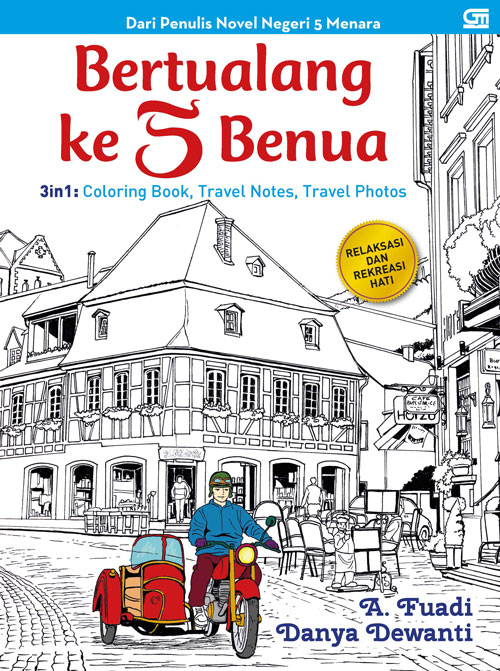 Dari Penulis Novel Negeri 5 Menara
Bertualang
ke 5 Benua
3in1: Coloring Book, Travel Notes, Travel Photos
RELAKSASI
DAN
REKREASI
HATI
CAFE
A. Fuadi
Danya Dewanti